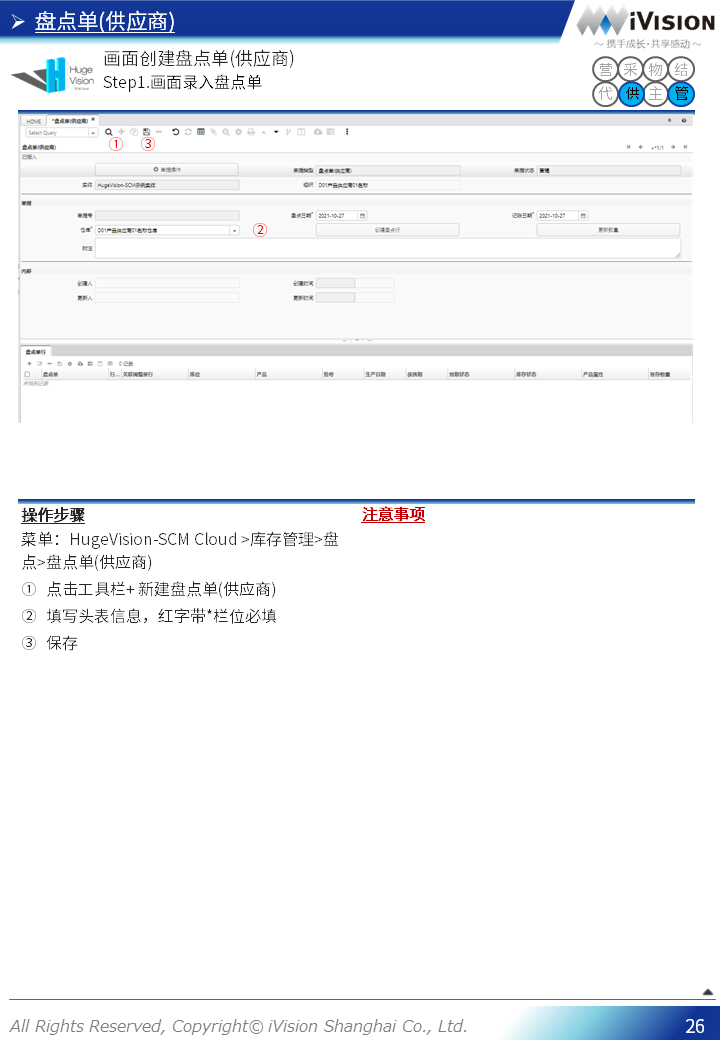 盘点单(供应商)
iVision
～ 携手成长·共享感动 ～
Huge Vision
画面创建盘点单(供应商)
Step1.画面录入盘点单
营 采 物 结
代 供 主 管
HOME *盘点单(供应商)
Select Query
① ③
盘点单(供应商)
已插入
单据操作 单据类型 盘点单(供应商) 单据状态 草稿
实体 HugeVision-SCM示例实体 组织 D01产品供应商01名称
单据
单据号 盘点日期* 2021-10-27 记账日期* 2021-10-27
仓库* D01产品供应商01名称仓库 ② 创建盘点行 更新数量
附注
内部
创建人 创建时间
更新人 更新时间
盘点单行
0记录
盘点单 行... 关联调整单行 库位 产品 批号 生产日期 保质期 效期状态 库存状态 产品属性 账存数量
操作步骤
菜单：HugeVision-SCM Cloud >库存管理>盘
点>盘点单(供应商)
① 点击工具栏+ 新建盘点单(供应商)
② 填写头表信息，红字带*栏位必填
③ 保存
注意事项
All Rights Reserved, Copyright© iVision Shanghai Co., Ltd.
26